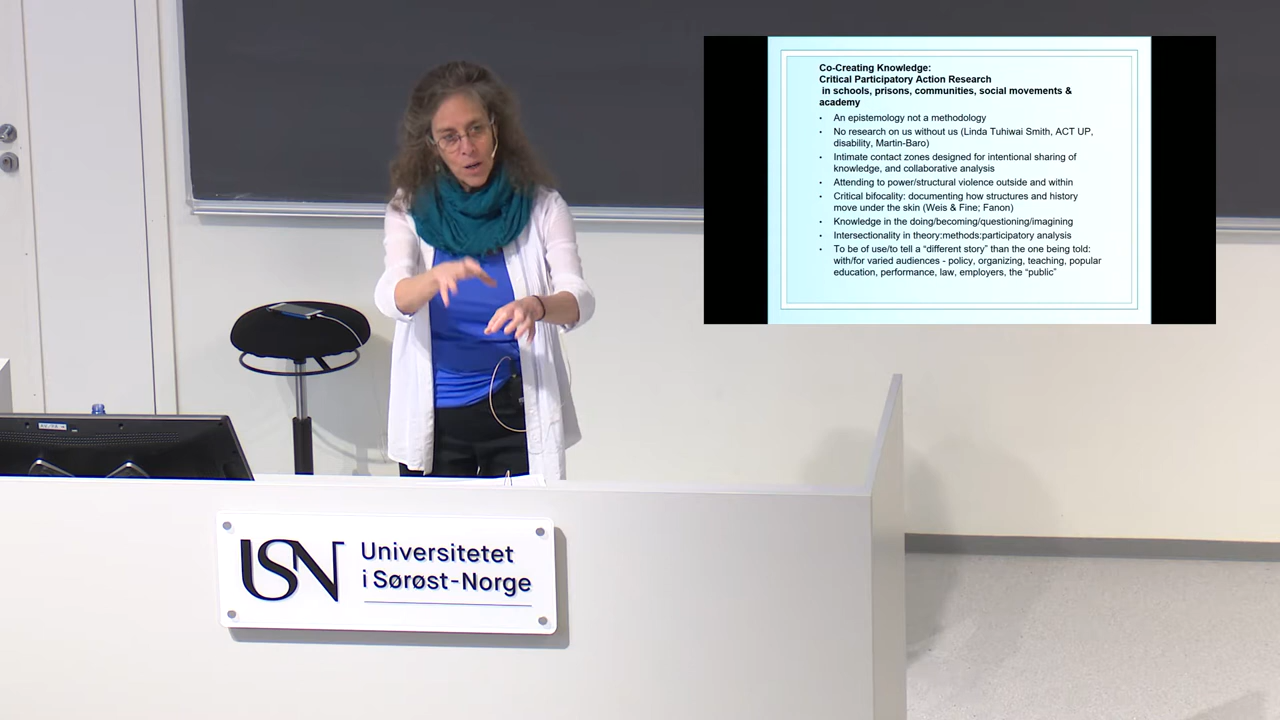 Co-Creating Knowledge:
Critical Participatory Action Research
in schools, prisons, communities, social movements &
academy
• An epistemology not a methodology
• No research on us without us (Linda Tuhiwai Smith, ACT UP,
disability, Martin-Baro)
• Intimate contact zones designed for intentional sharing of
knowledge, and collaborative analysis
• Attending to power/structural violence outside and within
• Critical bifocality: documenting how structures and history
move under the skin (Weis & Fine; Fanon)
• Knowledge in the doing/becoming/questioning/imagining
• Intersectionality in theory:methods:participatory analysis
• To be of use/to tell a “different story” than the one being told:
with/for varied audiences - policy, organizing, teaching, popular
education, performance, law, employers, the “public”
USN
Universitetet
i Sørøst-Norge